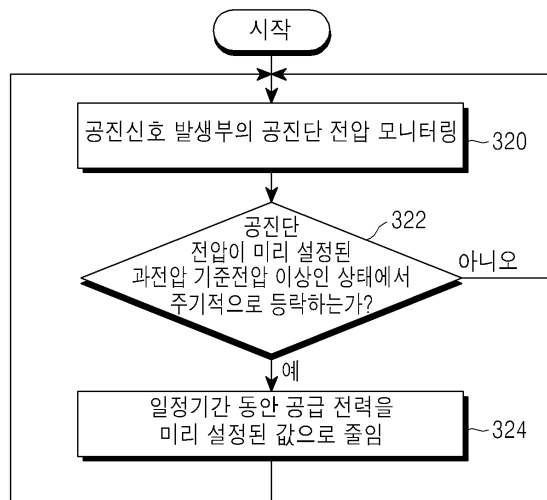 시작
공진신호 발생부의 공진단 전압 모니터링
320
공진단
전압이 미리 설정된
과전압 기준전압 이상인 상태에서
주기적으로 등락하는가?
322
아니오
예
일정기간 동안 공급 전력을
미리 설정된 값으로 줄임
324